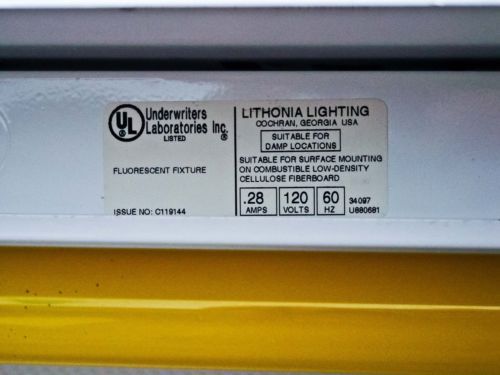 UL
Underwriters
Laboratories Inc.®
LISTED
FLUORESCENT FIXTURE
ISSUE NO: C119144
LITHONIA LIGHTING
COCHRAN, GEORGIA USA
SUITABLE FOR
DAMP LOCATIONS
SUITABLE FOR SURFACE MOUNTING
ON COMBUSTIBLE LOW-DENSITY
CELLULOSE FIBERBOARD
.28 120 60 34097
AMPS VOLTS HZ U880681